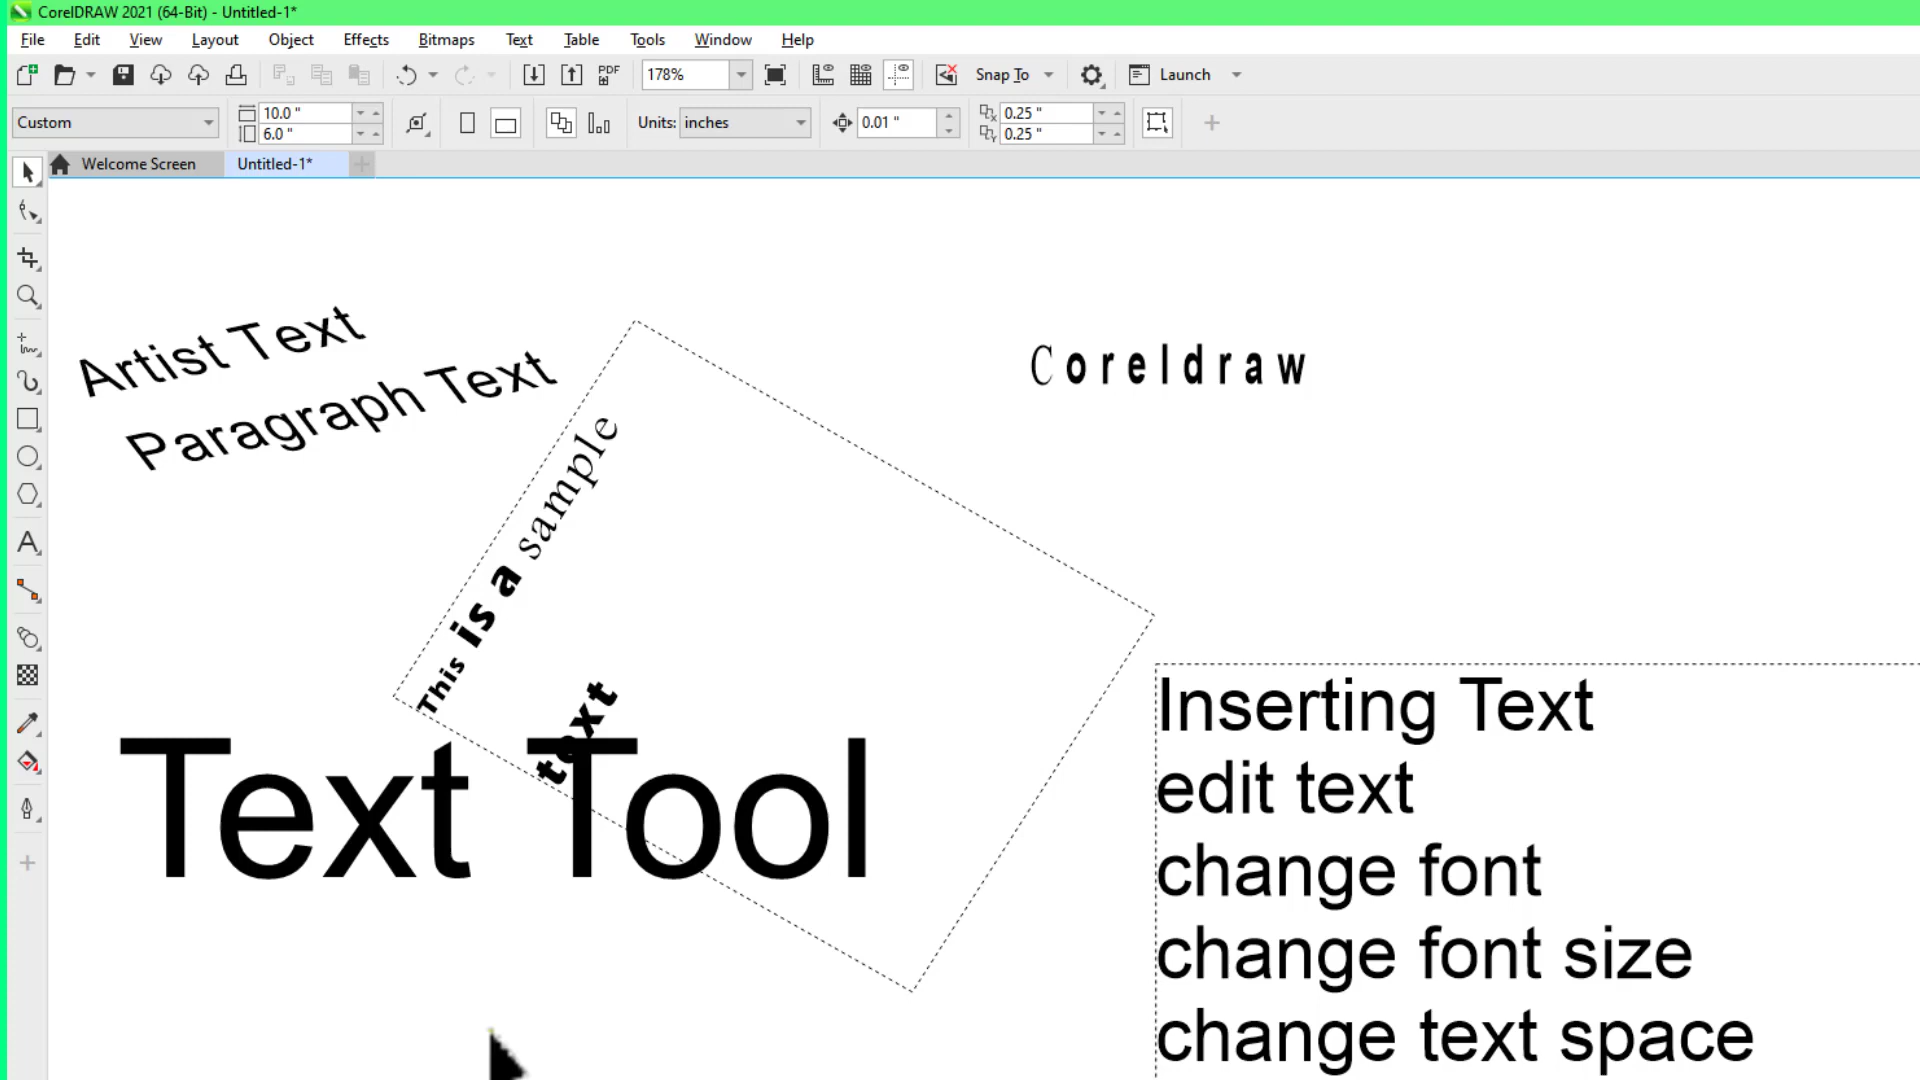 CorelDRAW 2021 (64-Bit) - Untitled-1*
File Edit View Layout Object Effects Bitmaps Text Table Tools Window Help
PDF 178% Snap To Launch
Custom 10.0 " 6.0 " Units: inches 0.01 " 0.25 " 0.25 "
Welcome Screen Untitled-1*
Artist Text
Paragraph Text
Coreldraw
This is a sample
text
Text Tool
Inserting Text
edit text
change font
change font size
change text space